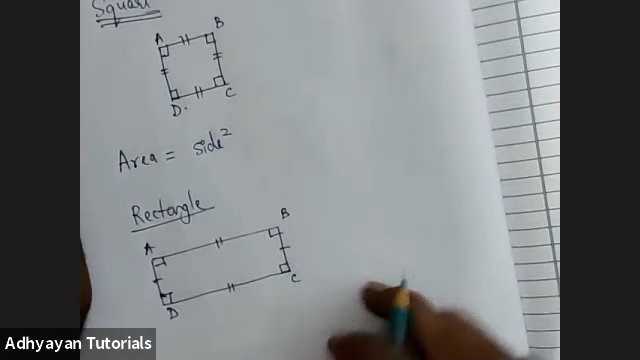 Square
A
B
D.
C
Area = side²
Rectangle
A
B
D
C
Adhyayan Tutorials